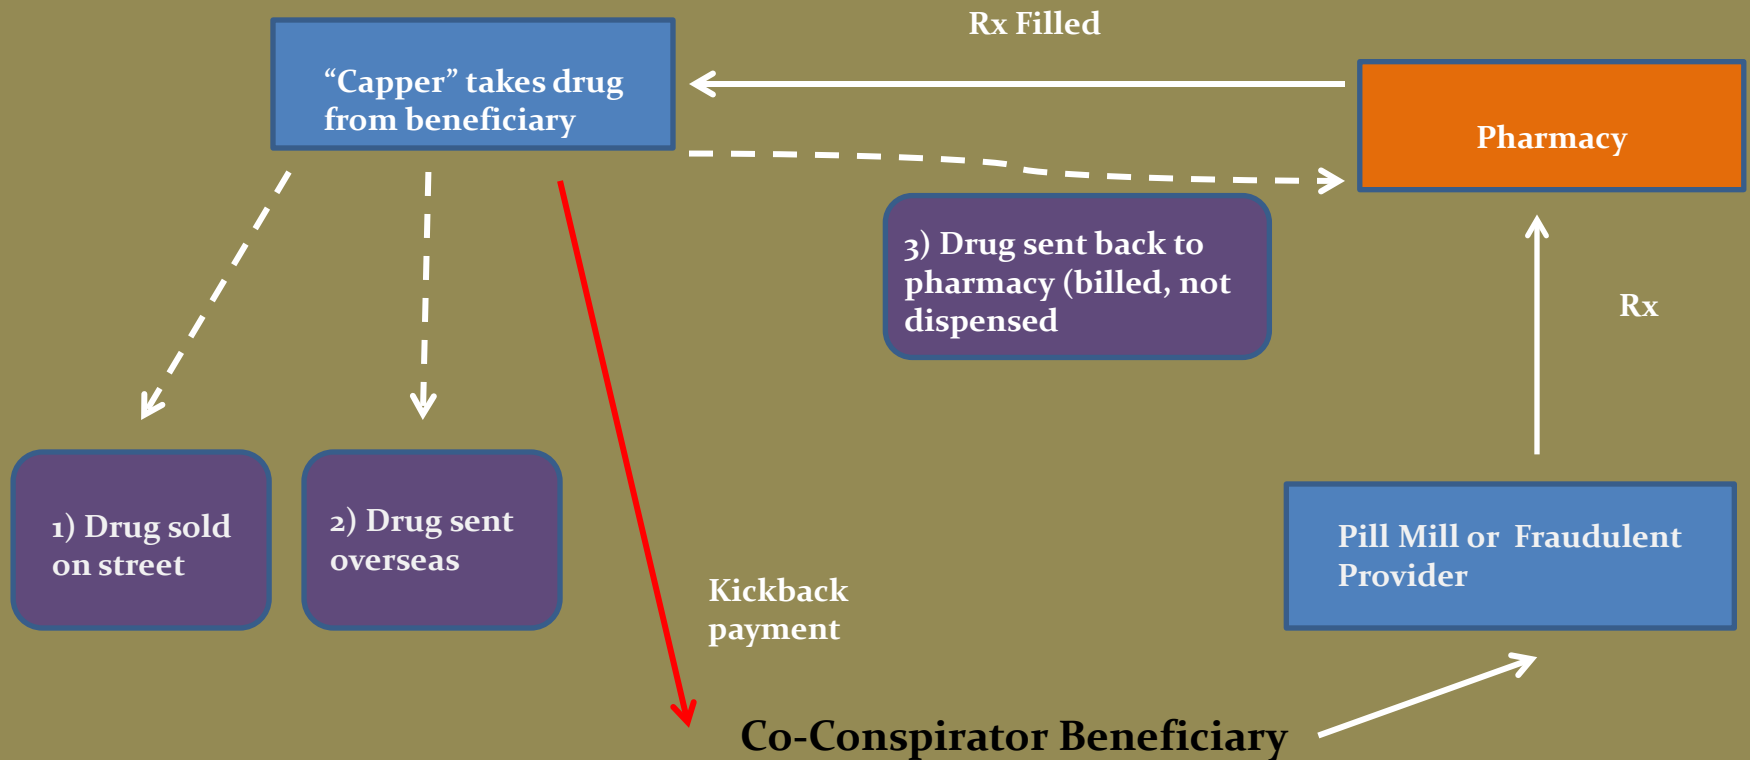 Rx Filled
“Capper” takes drug
from beneficiary
Pharmacy
3) Drug sent back to
pharmacy (billed, not
dispensed
Rx
1) Drug sold
on street
2) Drug sent
overseas
Kickback
payment
Pill Mill or  Fraudulent
Provider
Co-Conspirator Beneficiary